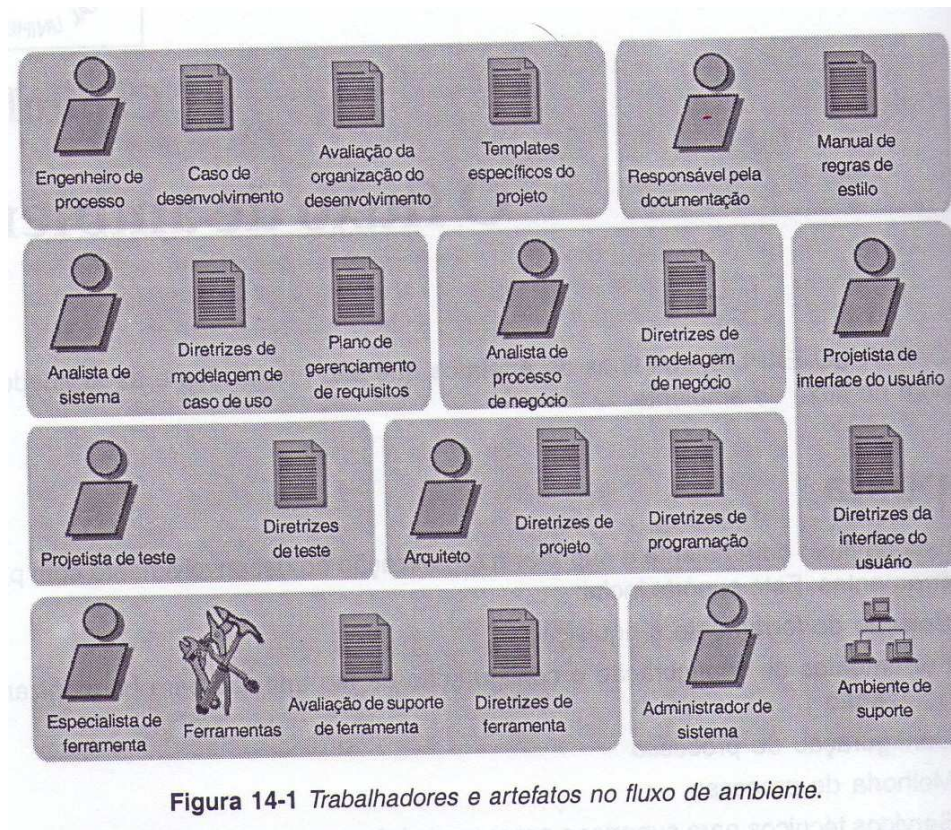 Engenheiro de
processo
Caso de
desenvolvimento
Avaliação da
organização do
desenvolvimento
Templates
específicos do
projeto
Responsável pela
documentação
Manual de
regras de
estilo
Analista de
sistema
Diretrizes de
modelagem de
caso de uso
Plano de
gerenciamento
de requisitos
Analista de
processo
de negócio
Diretrizes de
modelagem
de negócio
Projetista de
interface do usuário
Diretrizes da
interface do
usuário
Projetista de teste
Diretrizes
de teste
Arquiteto
Diretrizes de
projeto
Diretrizes de
programação
Especialista de
ferramenta
Ferramentas
Avaliação de suporte
de ferramenta
Diretrizes de
ferramenta
Administrador de
sistema
Ambiente de
suporte
Figura 14-1 Trabalhadores e artefatos no fluxo de ambiente.